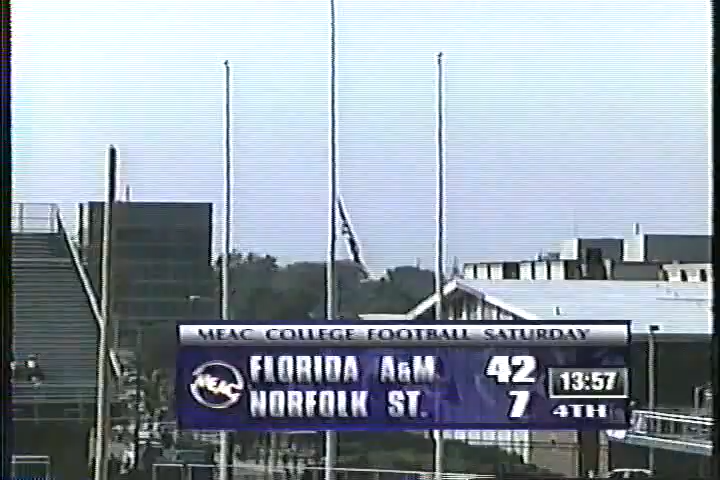 MEAC COLLEGE FOOTBALL SATURDAY
MEAC
FLORIDA A&M 42
NORFOLK ST. 7
13:57
4TH